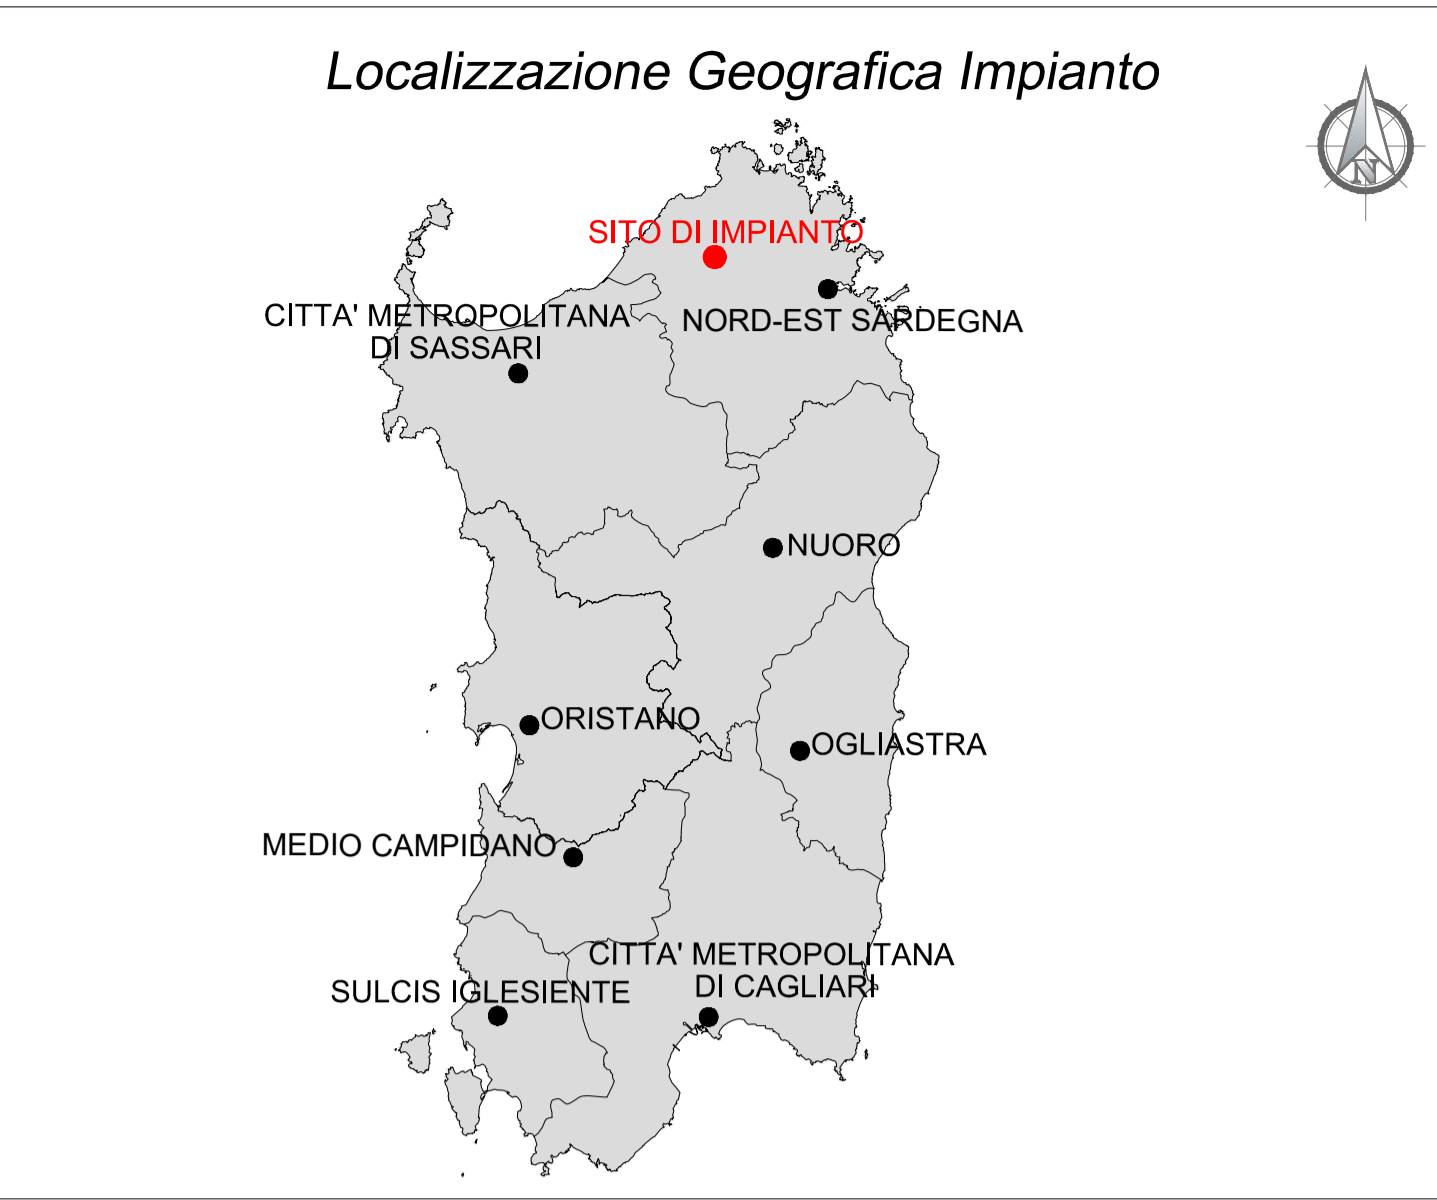 Localizzazione Geografica Impianto
N
SITO DI IMPIANTO
CITTA' METROPOLITANA
DI SASSARI
NORD-EST SARDEGNA
NUORO
ORISTANO
OGLIASTRA
MEDIO CAMPIDANO
CITTA' METROPOLITANA
DI CAGLIARI
SULCIS IGLESIENTE